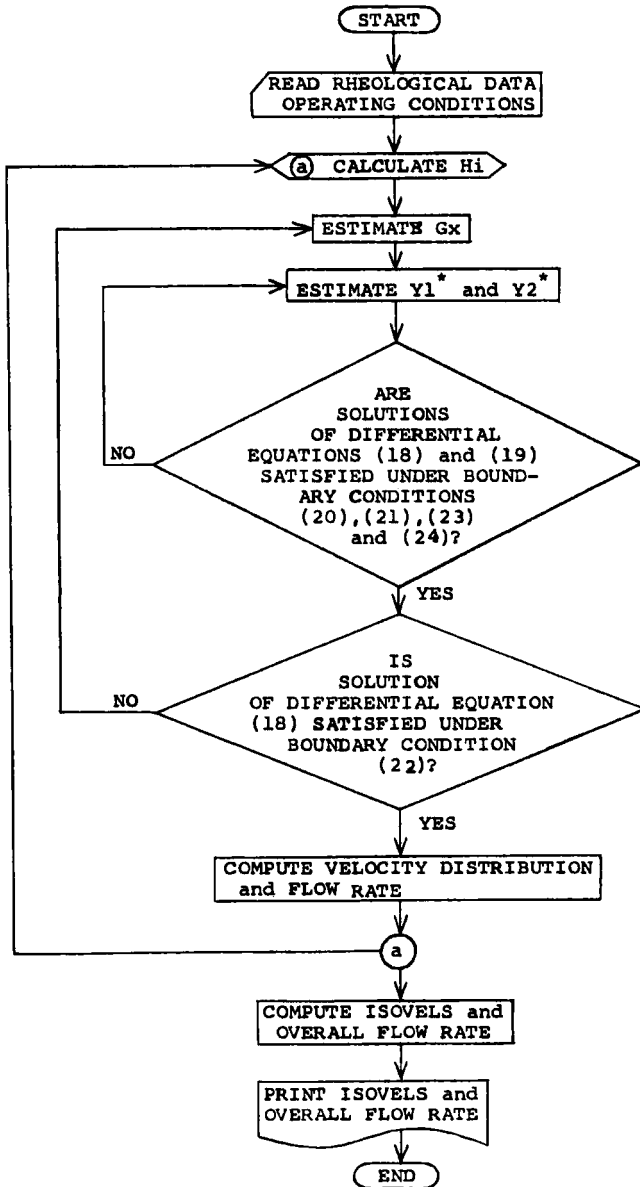 START
READ RHEOLOGICAL DATA
OPERATING CONDITIONS
a CALCULATE Hi
ESTIMATE Gx
ESTIMATE Y1* and Y2*
ARE
SOLUTIONS
OF DIFFERENTIAL
EQUATIONS (18) and (19)
SATISFIED UNDER BOUND-
ARY CONDITIONS
(20),(21),(23)
and (24)?
NO
YES
IS
SOLUTION
OF DIFFERENTIAL EQUATION
(18) SATISFIED UNDER
BOUNDARY CONDITION
(22)?
NO
YES
COMPUTE VELOCITY DISTRIBUTION
and FLOW RATE
a
COMPUTE ISOVELS and
OVERALL FLOW RATE
PRINT ISOVELS and
OVERALL FLOW RATE
END